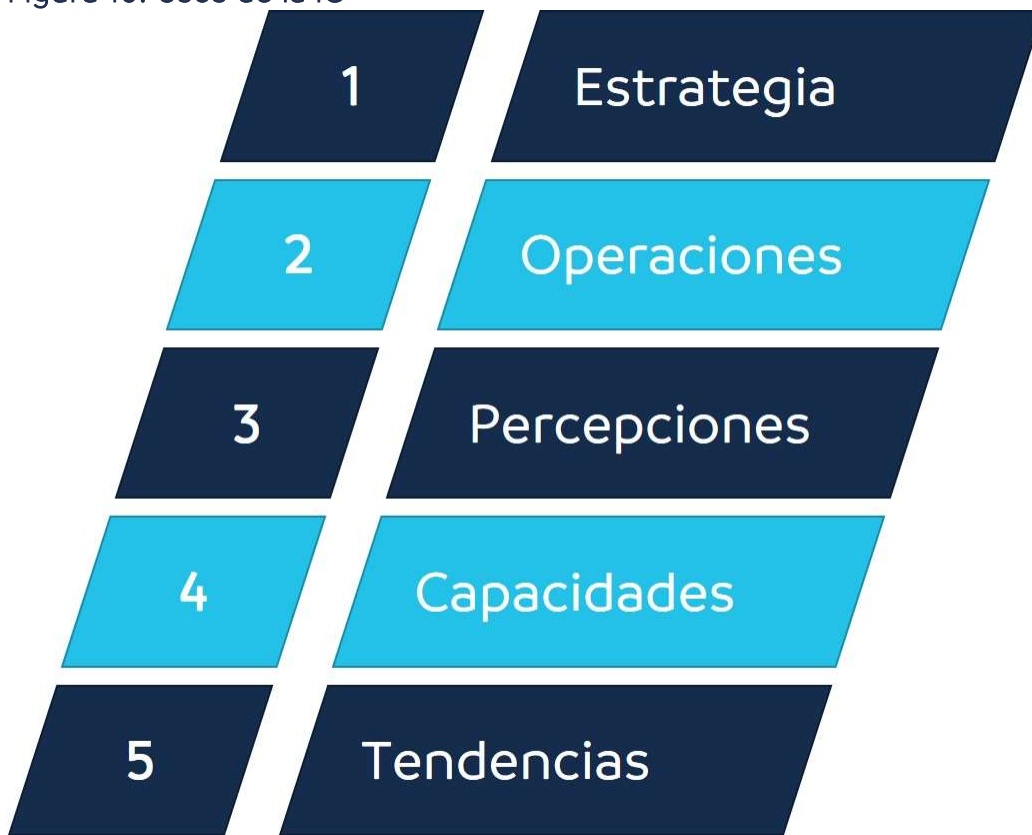 1 Estrategia
2 Operaciones
3 Percepciones
4 Capacidades
5 Tendencias